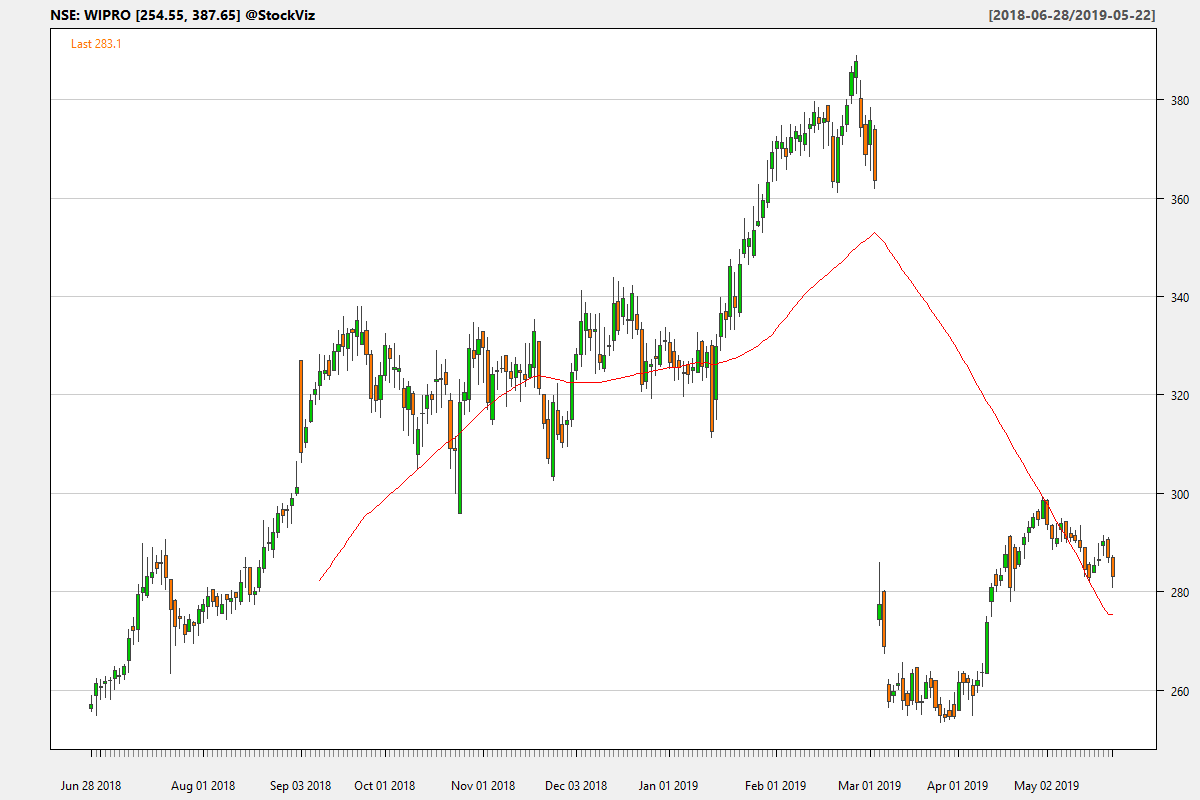 NSE: WIPRO [254.55, 387.65] @StockViz
[2018-06-28/2019-05-22]
Last 283.1
380
360
340
320
300
280
260
Jun 28 2018
Aug 01 2018
Sep 03 2018
Oct 01 2018
Nov 01 2018
Dec 03 2018
Jan 01 2019
Feb 01 2019
Mar 01 2019
Apr 01 2019
May 02 2019